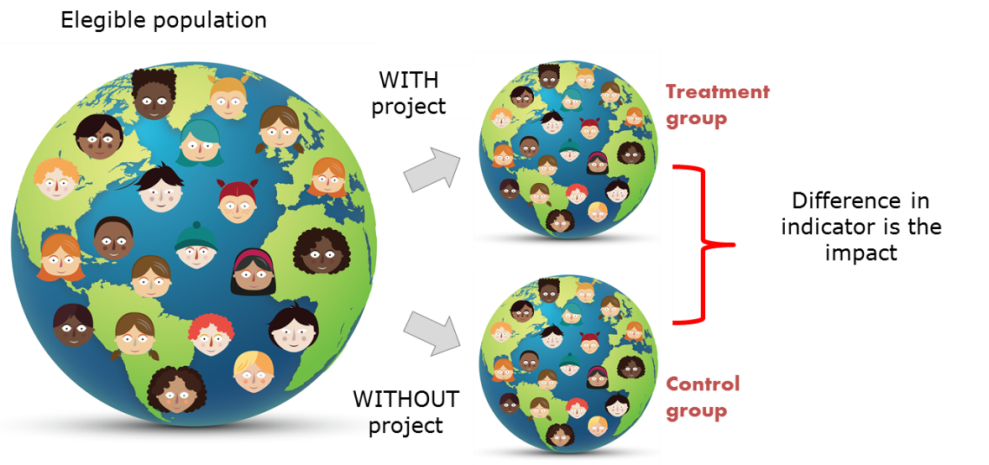 Elegible population
WITH
project
Treatment
group
Difference in
indicator is the
impact
WITHOUT
project
Control
group